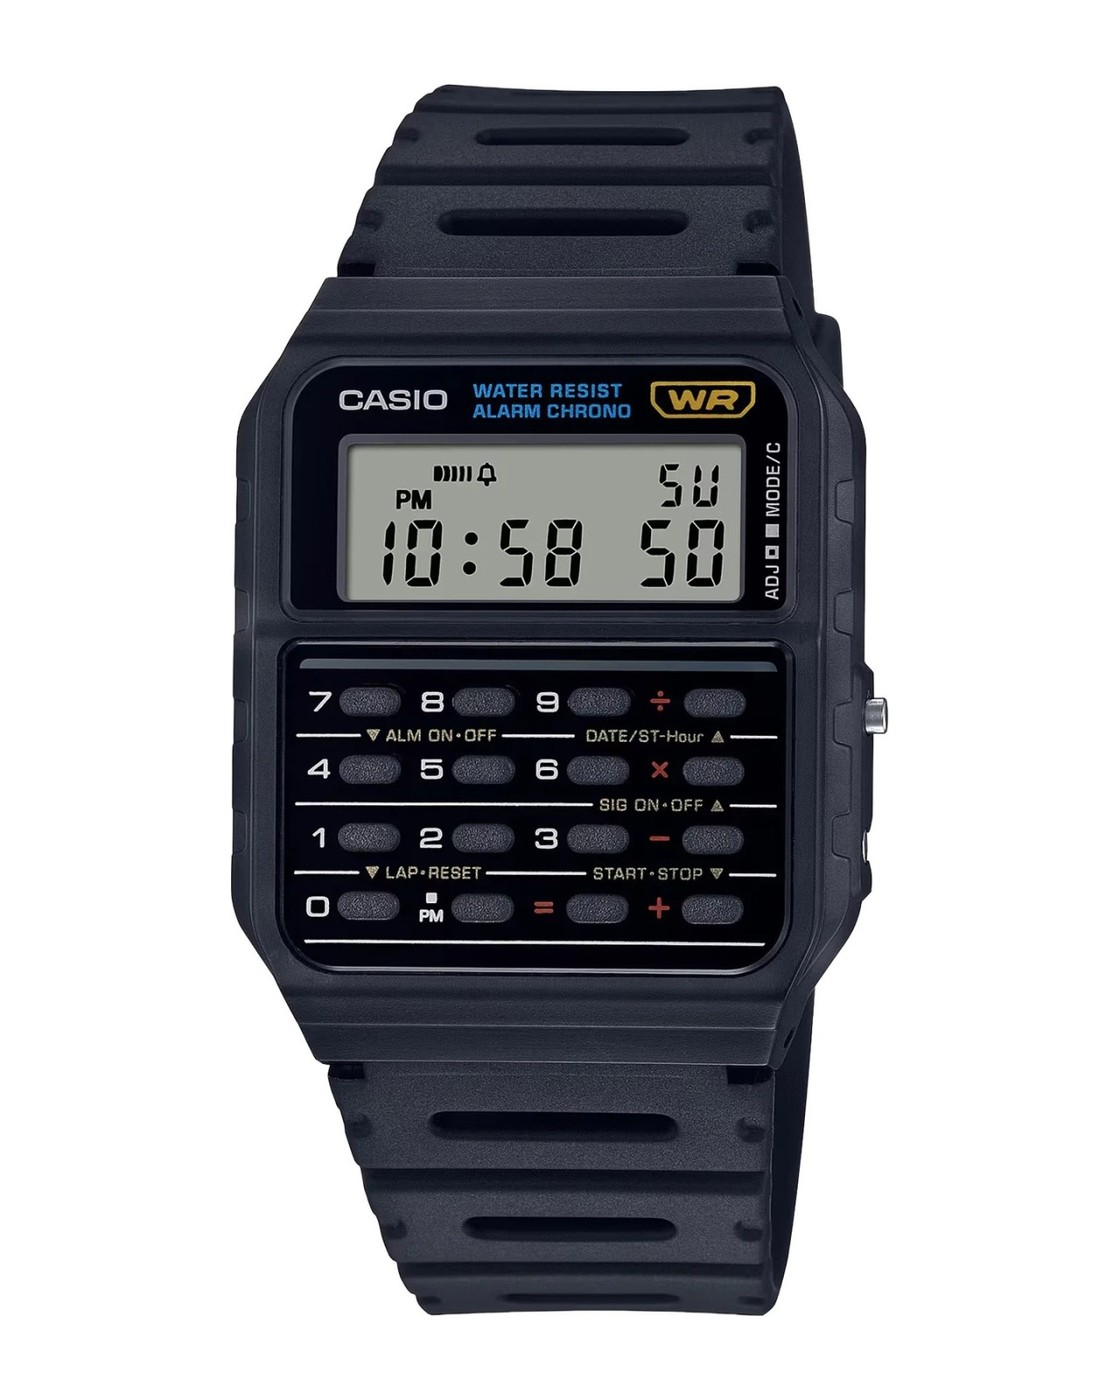 CASIO WATER RESIST WR
ALARM CHRONO
SU
PM
10:58 50
ADJ MODE/C
7 8 9 ÷
▼ ALM ON•OFF DATE/ST-Hour ▲
4 5 6 ×
SIG ON•OFF ▲
1 2 3 −
▼ LAP•RESET START•STOP ▼
0 ▪ PM = +